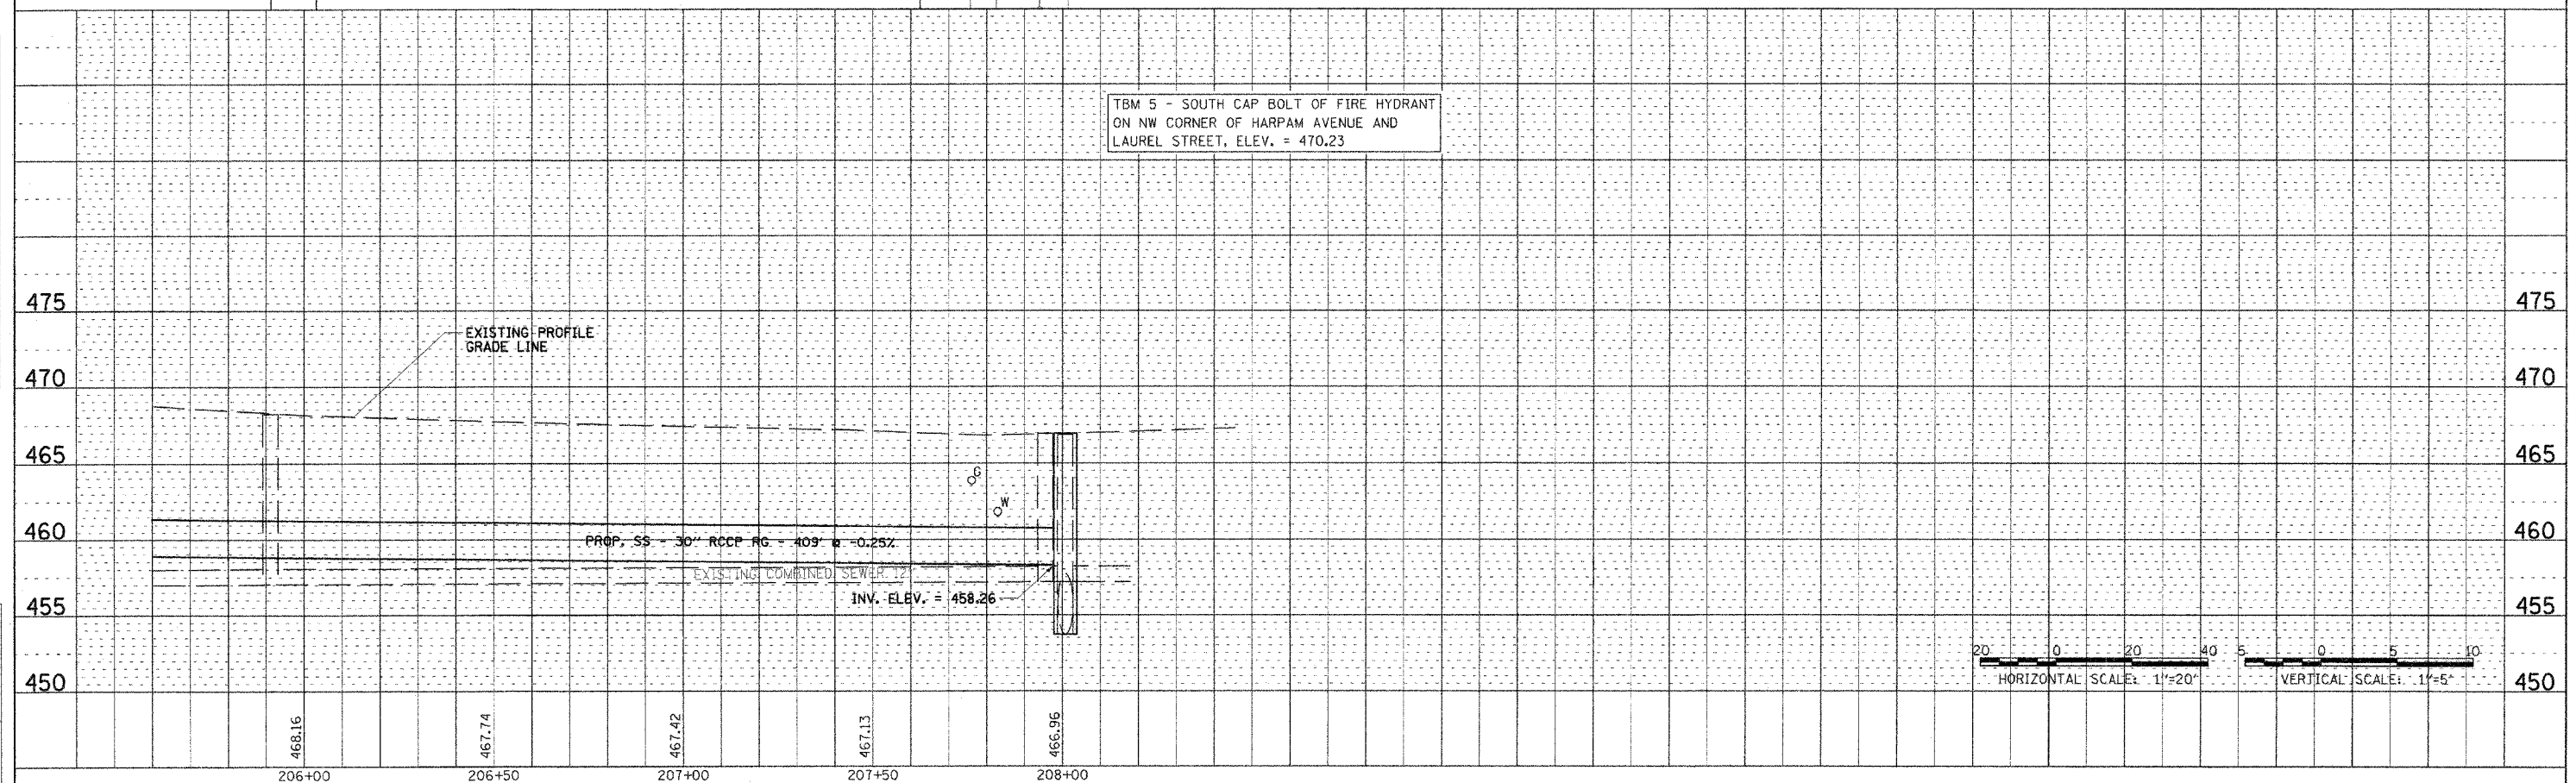 TBM 5 - SOUTH CAP BOLT OF FIRE HYDRANT
ON NW CORNER OF HARPAM AVENUE AND
LAUREL STREET, ELEV. = 470.23
475
475
EXISTING PROFILE
GRADE LINE
470
470
465
465
G
W
460
460
PROP. SS - 30" RCCP RG - 409' @ -0.25%
EXISTING COMBINED SEWER 12"
INV. ELEV. = 458.26
455
455
20 0 20 40
5 0 5 10
HORIZONTAL SCALE: 1"=20'
VERTICAL SCALE: 1"=5'
450
450
468.16
467.74
467.42
467.13
466.96
206+00
206+50
207+00
207+50
208+00